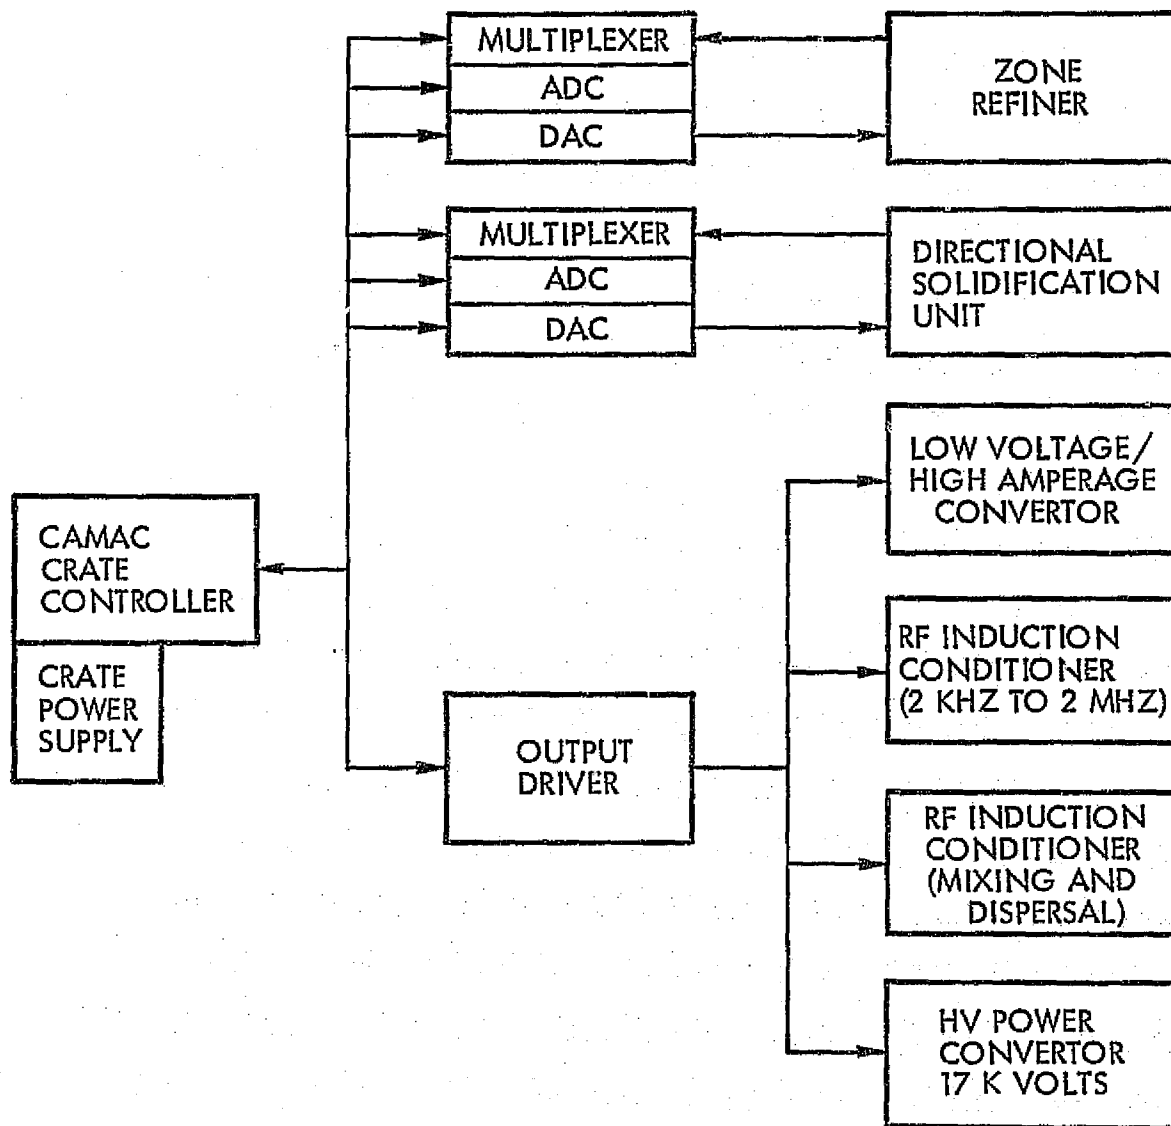 MULTIPLEXER
ADC
DAC
ZONE
REFINER
MULTIPLEXER
ADC
DAC
DIRECTIONAL
SOLIDIFICATION
UNIT
LOW VOLTAGE/
HIGH AMPERAGE
CONVERTOR
CAMAC
CRATE
CONTROLLER
CRATE
POWER
SUPPLY
OUTPUT
DRIVER
RF INDUCTION
CONDITIONER
(2 KHZ TO 2 MHZ)
RF INDUCTION
CONDITIONER
(MIXING AND
DISPERSAL)
HV POWER
CONVERTOR
17 K VOLTS